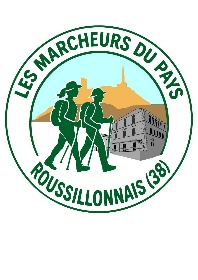 LES MARCHEURS DU PAYS
ROUSSILLONNAIS (38)